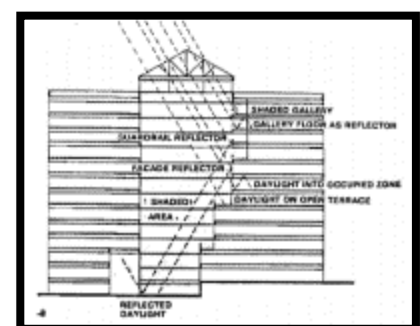 SHADED GALLERY
GALLERY FLOOR AS REFLECTOR
GUARDRAIL REFLECTOR
FACADE REFLECTOR
DAYLIGHT INTO OCCUPIED ZONE
SHADED
DAYLIGHT ON OPEN TERRACE
AREA
REFLECTED
DAYLIGHT